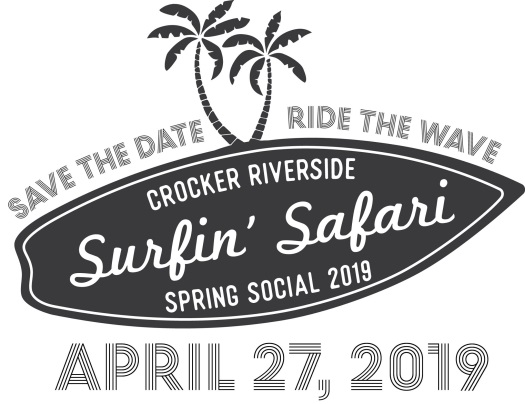 SAVE THE DATE
RIDE THE WAVE
CROCKER RIVERSIDE
Surfin' Safari
SPRING SOCIAL 2019
APRIL 27, 2019